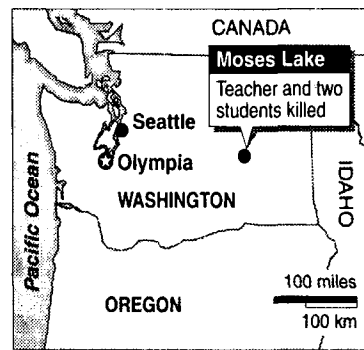 CANADA
Moses Lake
Teacher and two
students killed
Seattle
Olympia
WASHINGTON
IDAHO
Pacific Ocean
100 miles
100 km
OREGON